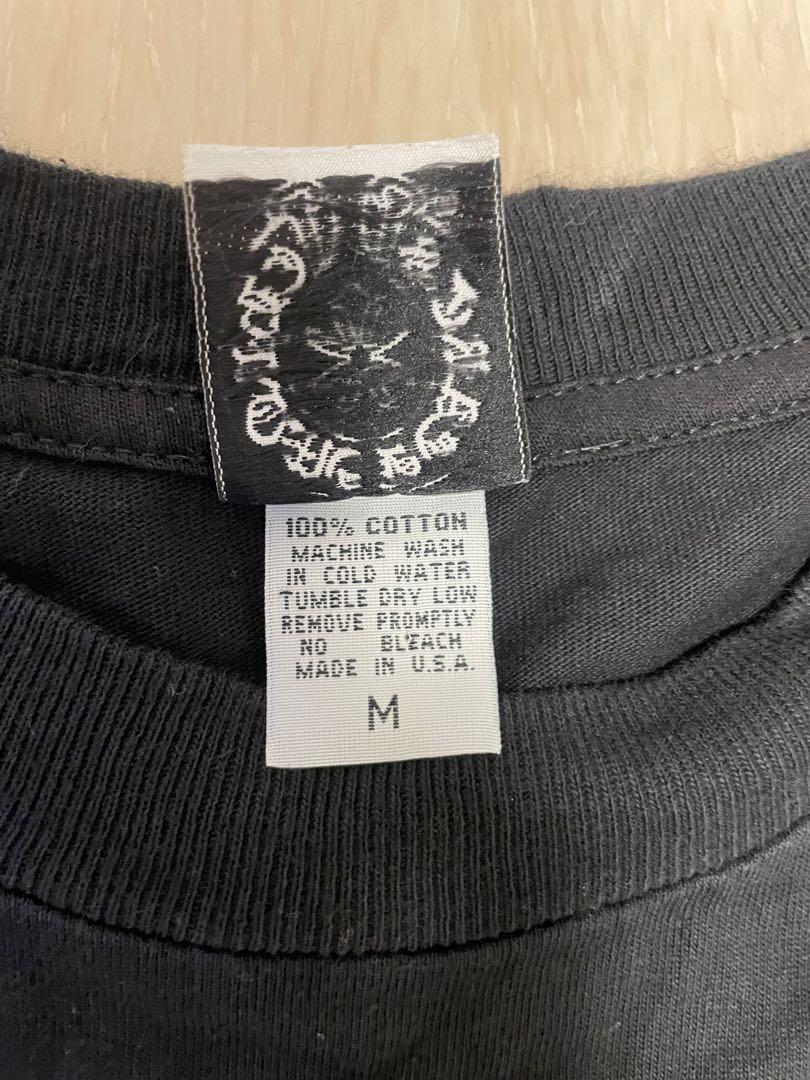 100% COTTON
MACHINE WASH
IN COLD WATER
TUMBLE DRY LOW
REMOVE PROMPTLY
NO BLEACH
MADE IN U.S.A.
M